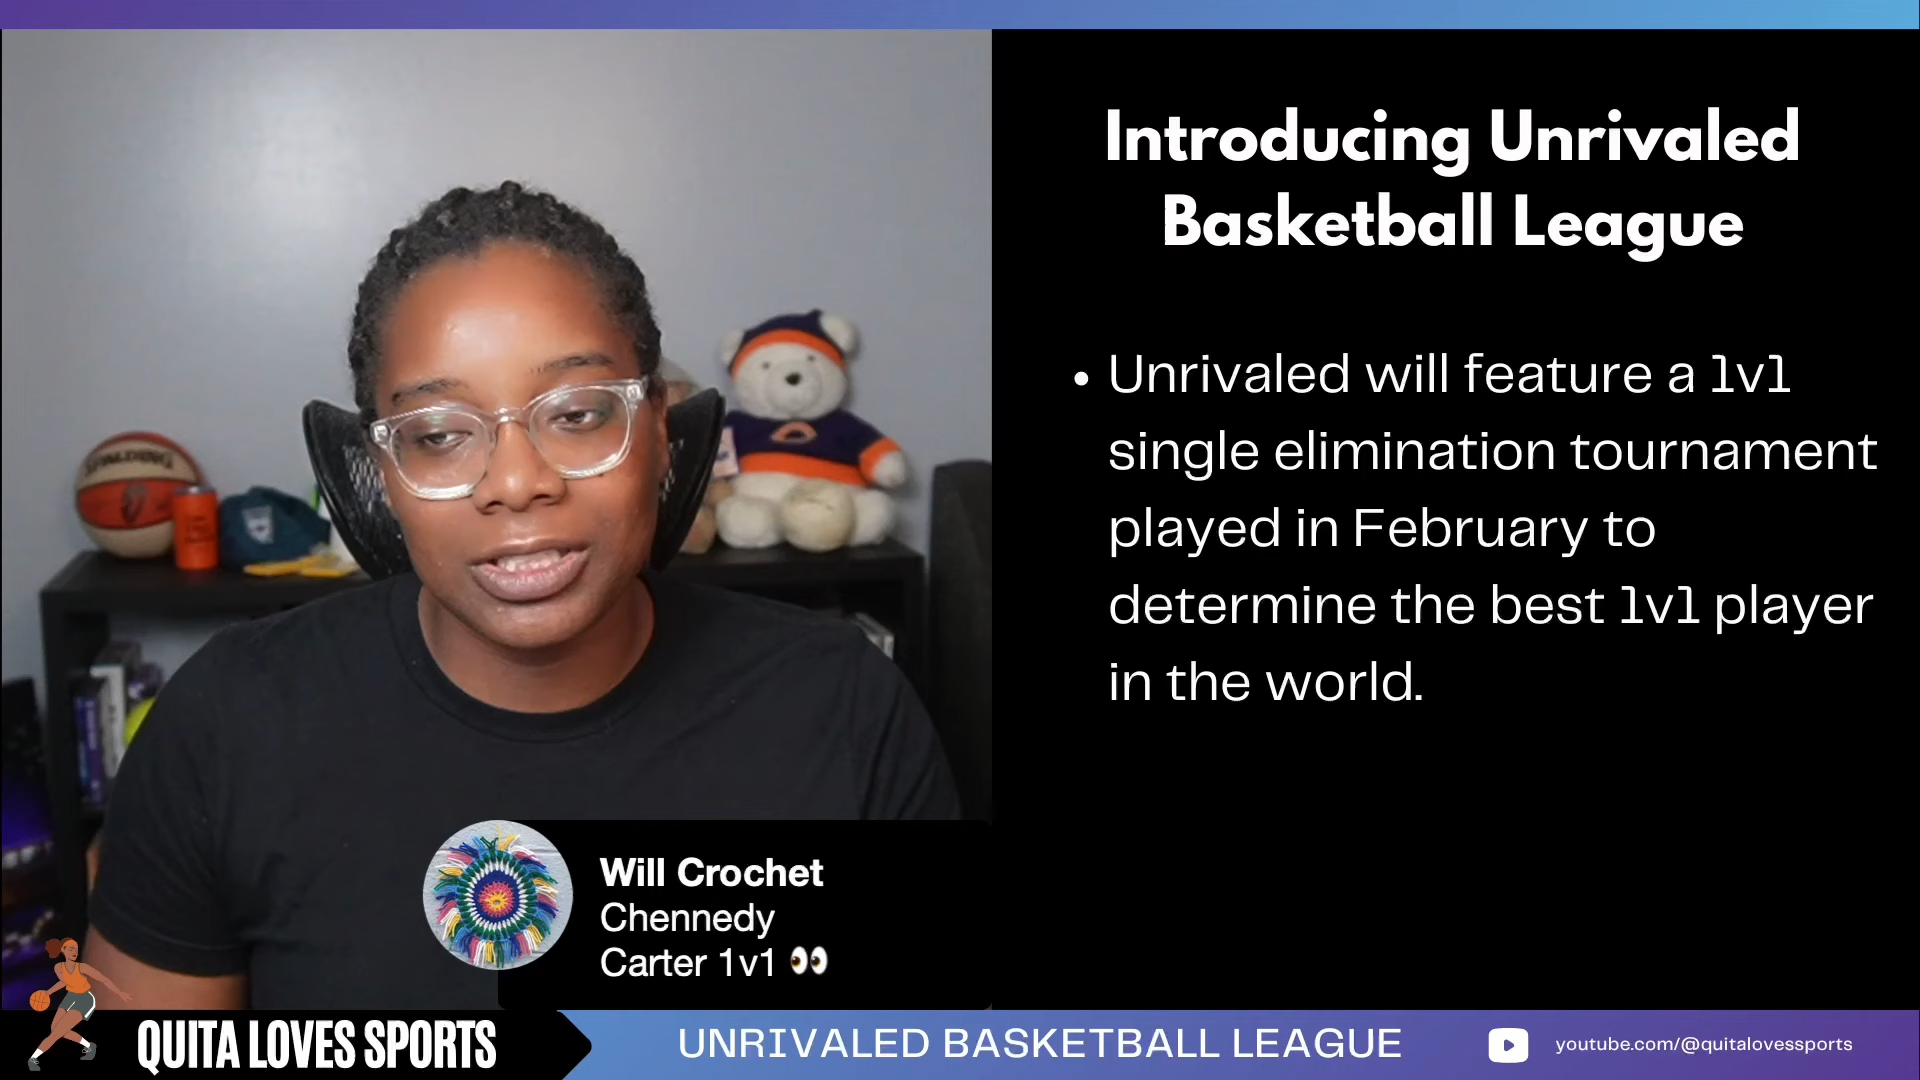 Introducing Unrivaled
Basketball League
• Unrivaled will feature a 1v1
single elimination tournament
played in February to
determine the best 1v1 player
in the world.
SPALDING
Will Crochet
Chennedy
Carter 1v1 👀
QUITA LOVES SPORTS
UNRIVALED BASKETBALL LEAGUE
youtube.com/@quitalovessports